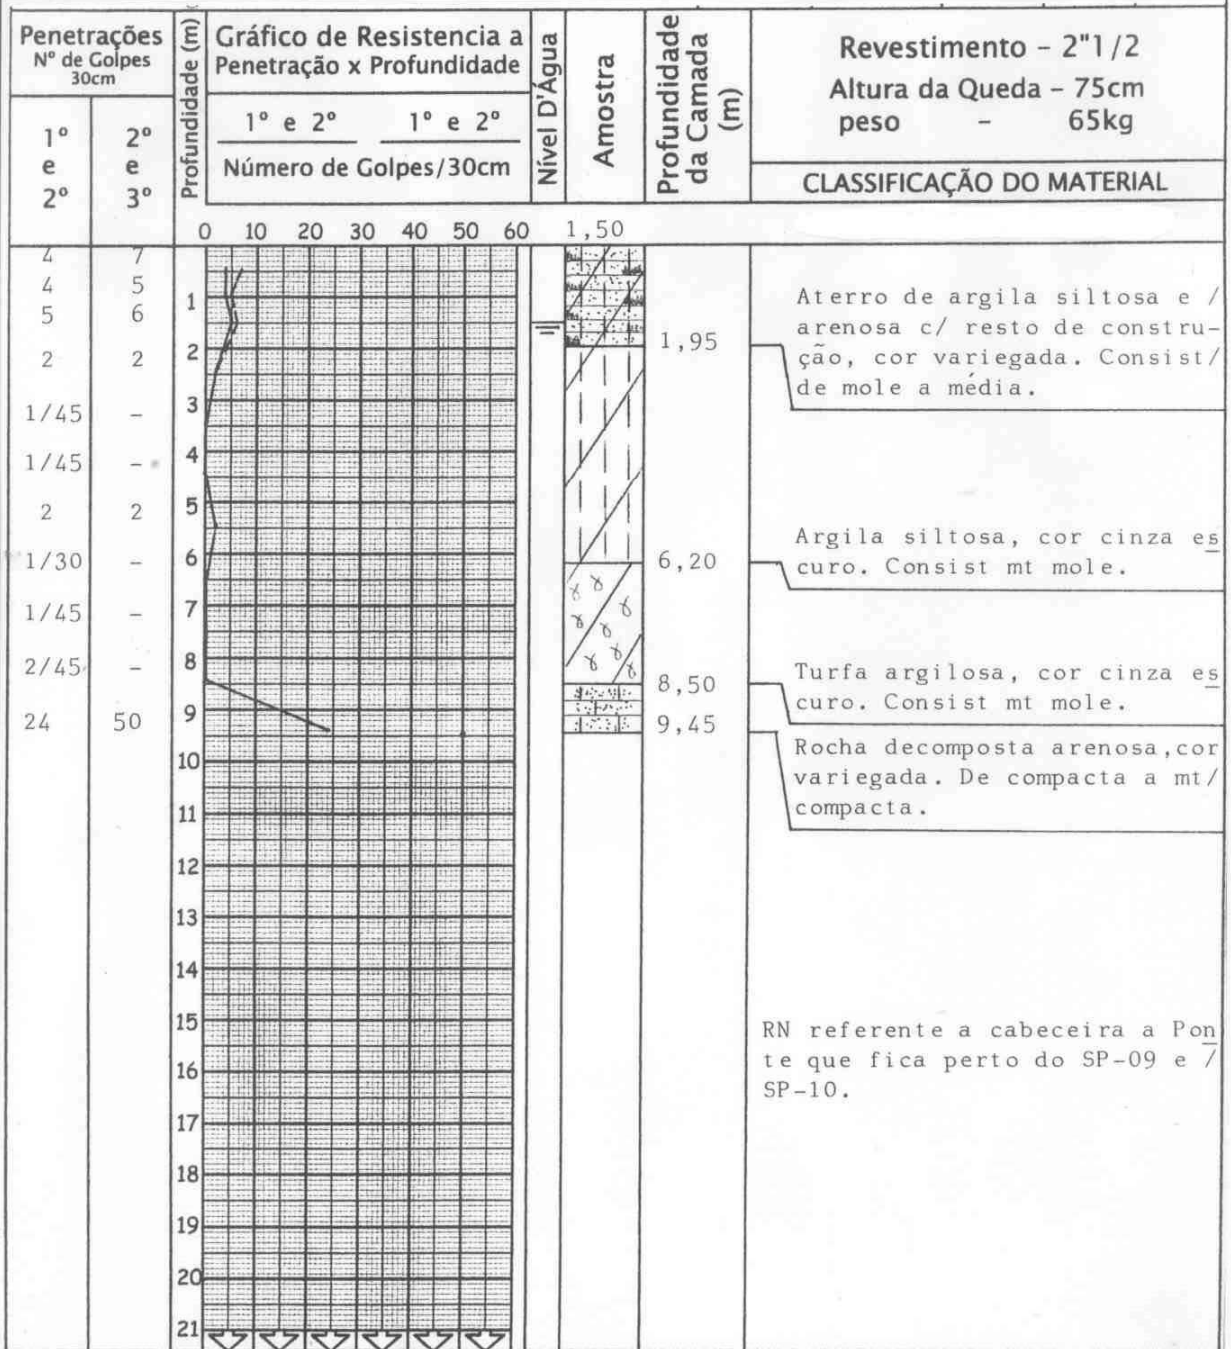 Penetrações
Nº de Golpes
30cm
1º
e
2º
2º
e
3º
Profundidade (m)
Gráfico de Resistencia a
Penetração x Profundidade
1º e 2º 1º e 2º
Número de Golpes/30cm
Nível D'Água
Amostra
Profundidade
da Camada
(m)
Revestimento - 2"1/2
Altura da Queda - 75cm
peso - 65kg
CLASSIFICAÇÃO DO MATERIAL
0 10 20 30 40 50 60
1,50
4 7
4 5
5 6
2 2
1/45 -
1/45 -
2 2
1/30 -
1/45 -
2/45 -
24 50
1
2
3
4
5
6
7
8
9
10
11
12
13
14
15
16
17
18
19
20
21
1,95
6,20
8,50
9,45
Aterro de argila siltosa e /
arenosa c/ resto de constru-
ção, cor variegada. Consist/
de mole a média.
Argila siltosa, cor cinza es
curo. Consist mt mole.
Turfa argilosa, cor cinza es
curo. Consist mt mole.
Rocha decomposta arenosa,cor
variegada. De compacta a mt/
compacta.
RN referente a cabeceira a Pon
te que fica perto do SP-09 e /
SP-10.